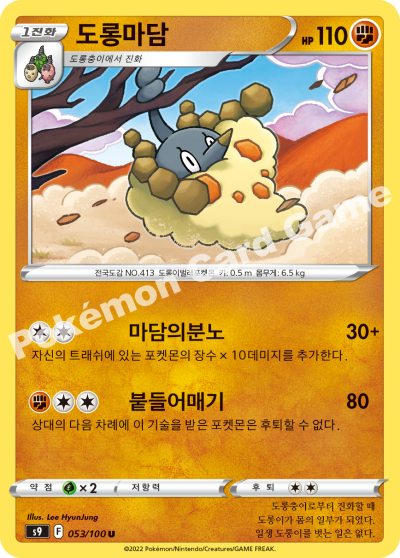 1진화
도롱마담
HP 110
도롱충이에서 진화
전국도감 NO.413 도롱이벌레포켓몬 키: 0.5 m 몸무게: 6.5 kg
Pokémon Card Game
마담의분노 30+
자신의 트래쉬에 있는 포켓몬의 장수 × 10데미지를 추가한다.
붙들어매기 80
상대의 다음 차례에 이 기술을 받은 포켓몬은 후퇴할 수 없다.
약점 ×2 저항력 후퇴
Illus. Lee HyunJung
s9 F 053/100 U
도롱충이로부터 진화할 때
도롱이가 몸의 일부가 되었다.
일생 도롱이를 벗는 일은 없다.
©2022 Pokémon/Nintendo/Creatures/GAME FREAK.